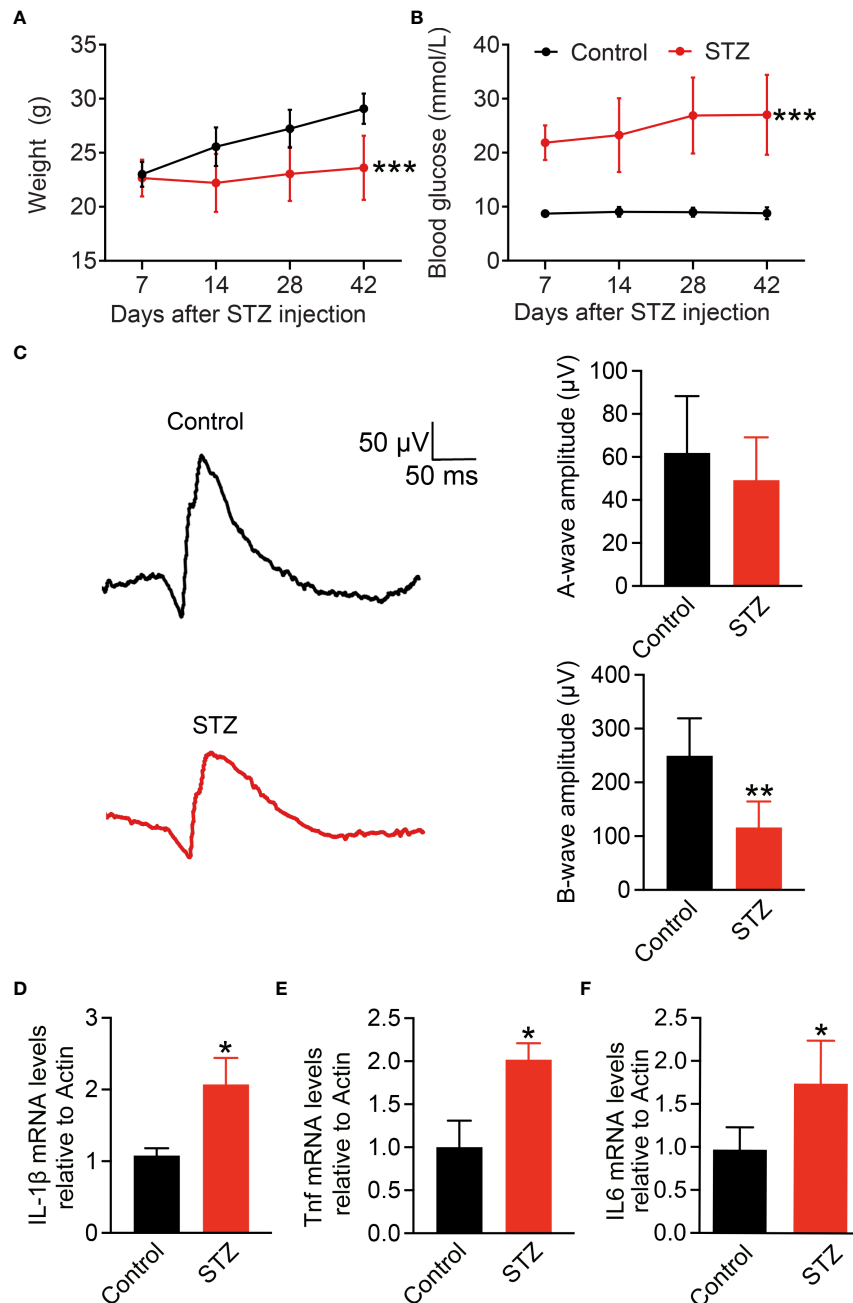 A
Weight (g)
35
30
25
20
15
***
7 14 28 42
Days after STZ injection
B
Blood glucose (mmol/L)
40
30
20
10
0
Control STZ
***
7 14 28 42
Days after STZ injection
C
Control
50 µV
50 ms
STZ
A-wave amplitude (µV)
100
80
60
40
20
0
Control STZ
B-wave amplitude (µV)
400
300
200
100
0
**
Control STZ
D
IL-1β mRNA levels
relative to Actin
3
2
1
0
*
Control STZ
E
Tnf mRNA levels
relative to Actin
2.5
2.0
1.5
1.0
0.5
0.0
*
Control STZ
F
IL6 mRNA levels
relative to Actin
2.5
2.0
1.5
1.0
0.5
0.0
*
Control STZ